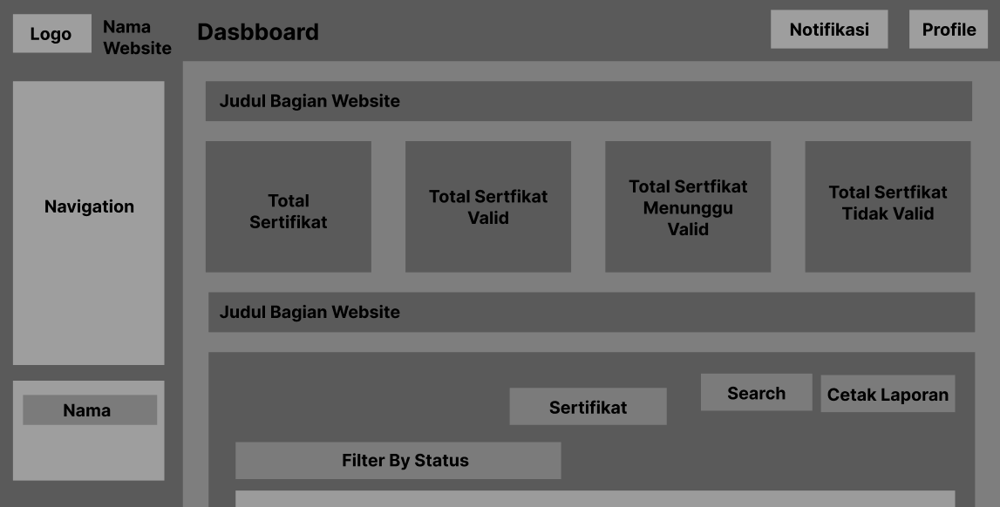 Logo
Nama
Website
Dasbboard
Notifikasi
Profile
Navigation
Nama
Judul Bagian Website
Total
Sertifikat
Total Sertfikat
Valid
Total Sertfikat
Menunggu
Valid
Total Sertfikat
Tidak Valid
Judul Bagian Website
Sertifikat
Search
Cetak Laporan
Filter By Status